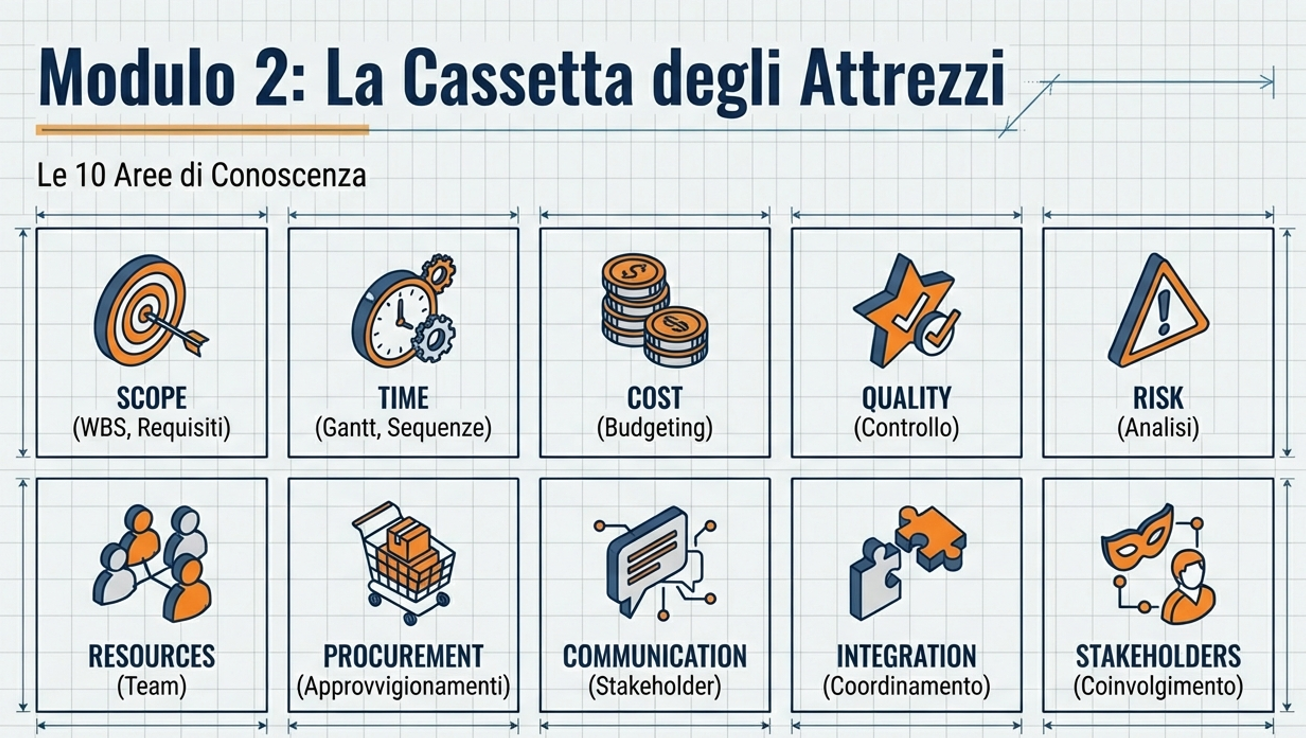 Modulo 2: La Cassetta degli Attrezzi
Le 10 Aree di Conoscenza
SCOPE
(WBS, Requisiti)
TIME
(Gantt, Sequenze)
COST
(Budgeting)
QUALITY
(Controllo)
RISK
(Analisi)
RESOURCES
(Team)
PROCUREMENT
(Approvvigionamenti)
COMMUNICATION
(Stakeholder)
INTEGRATION
(Coordinamento)
STAKEHOLDERS
(Coinvolgimento)